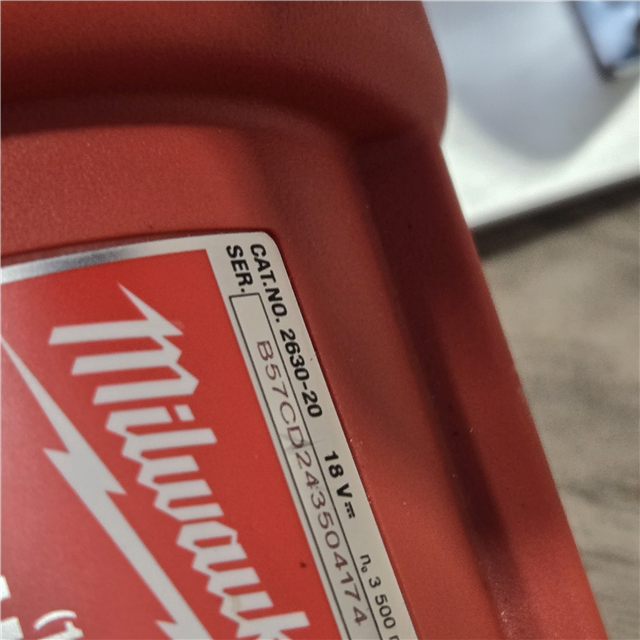 CAT.NO. 2630-20 18 V⎓ n₀ 3 500
SER. B57CD243504174
Milwauk